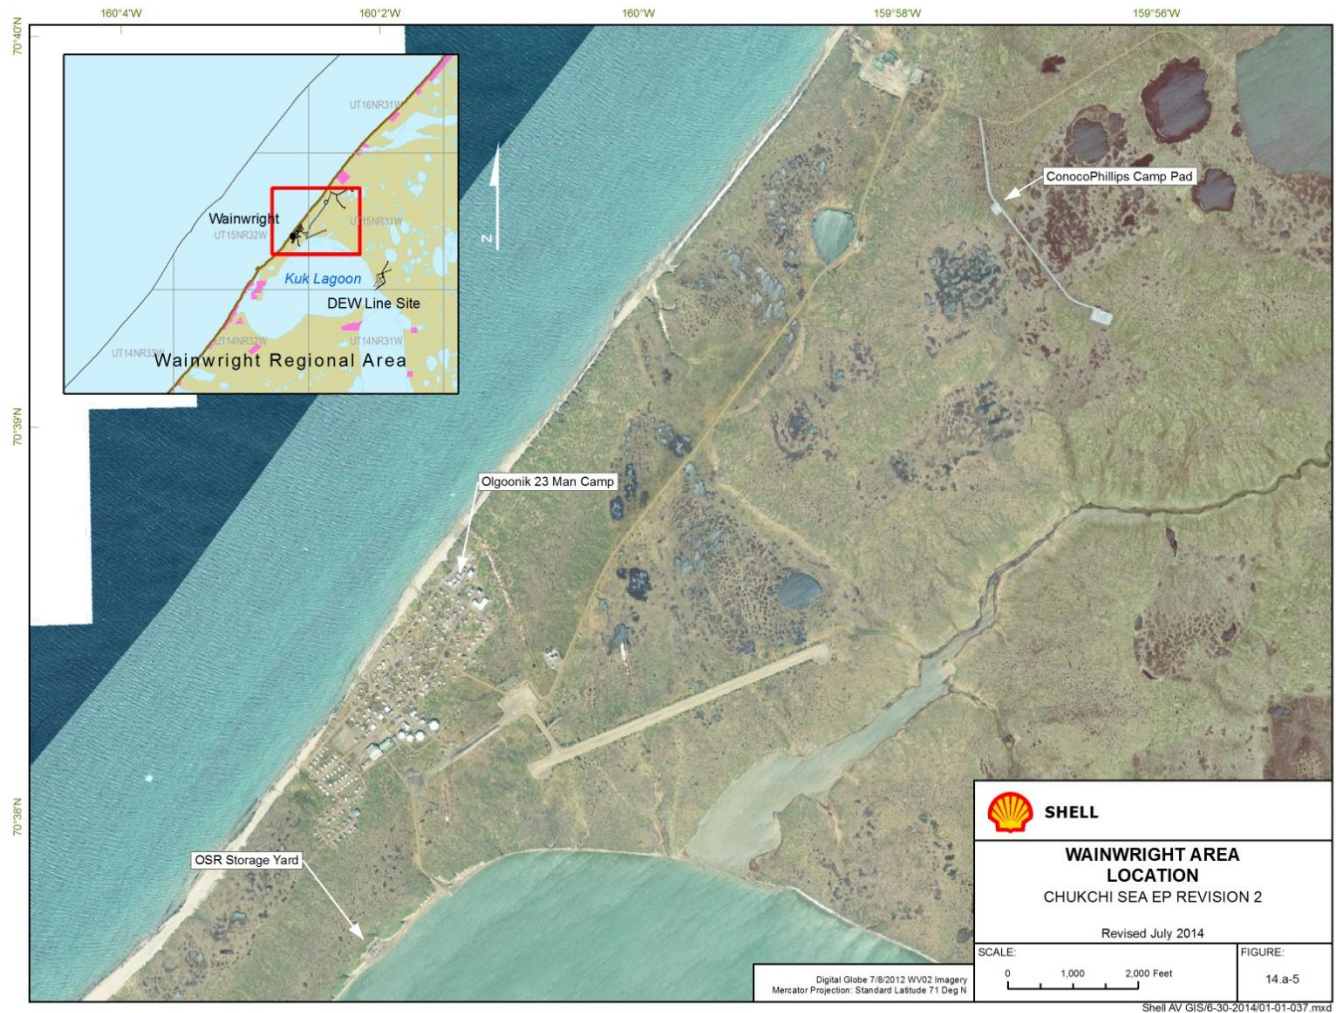 160°4'W
160°2'W
160°W
159°58'W
159°56'W
70°40'N
70°39'N
70°38'N
UT16NR31W
Wainwright
UT15NR32W
UT15NR31W
Kuk Lagoon
DEW Line Site
UT14NR33W
UT14NR32W
UT14NR31W
Wainwright Regional Area
N
ConocoPhillips Camp Pad
Olgoonik 23 Man Camp
OSR Storage Yard
SHELL
WAINWRIGHT AREA
LOCATION
CHUKCHI SEA EP REVISION 2
Revised July 2014
SCALE:
0 1,000 2,000 Feet
FIGURE:
14.a-5
Digital Globe 7/8/2012 WV02 Imagery
Mercator Projection: Standard Latitude 71 Deg N
Shell AV GIS/6-30-2014/01-01-037.mxd